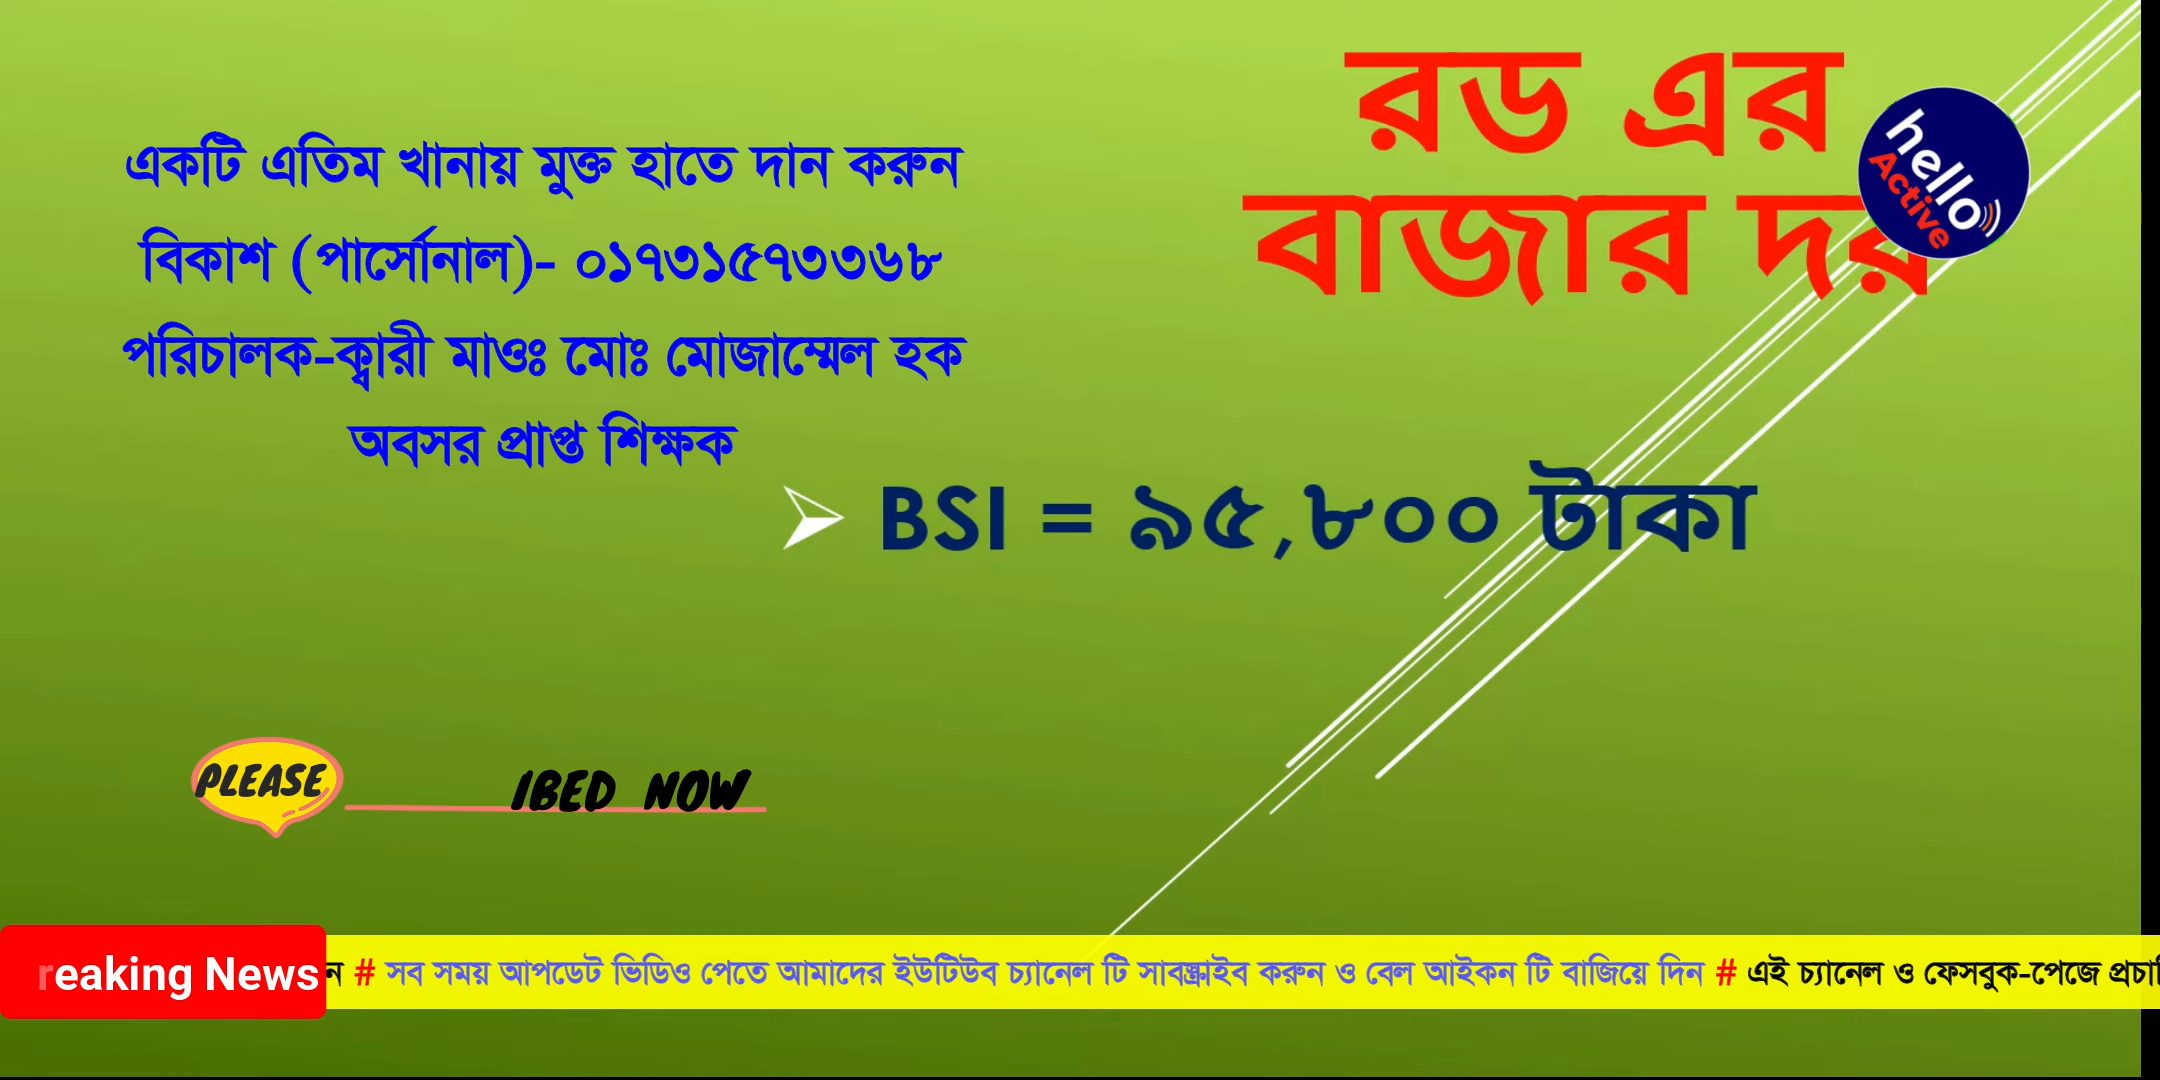 রড এর
বাজার দর
hello
Active
একটি এতিম খানায় মুক্ত হাতে দান করুন
বিকাশ (পার্সোনাল)- ০১৭৩১৫৭৩৩৬৮
পরিচালক-ক্বারী মাওঃ মোঃ মোজাম্মেল হক
অবসর প্রাপ্ত শিক্ষক
BSI = ৯৫,৮০০ টাকা
PLEASE
IBED NOW
reaking News
ন # সব সময় আপডেট ভিডিও পেতে আমাদের ইউটিউব চ্যানেল টি সাবস্ক্রাইব করুন ও বেল আইকন টি বাজিয়ে দিন # এই চ্যানেল ও ফেসবুক-পেজে